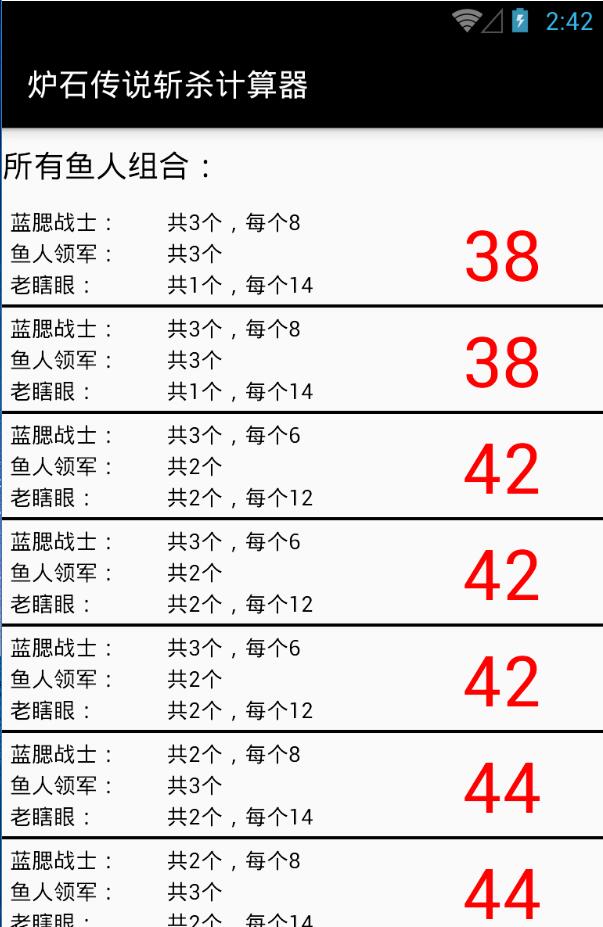 2:42
炉石传说斩杀计算器
所有鱼人组合：
蓝腮战士： 共3个，每个8
鱼人领军： 共3个
老瞎眼： 共1个，每个14
38
蓝腮战士： 共3个，每个8
鱼人领军： 共3个
老瞎眼： 共1个，每个14
38
蓝腮战士： 共3个，每个6
鱼人领军： 共2个
老瞎眼： 共2个，每个12
42
蓝腮战士： 共3个，每个6
鱼人领军： 共2个
老瞎眼： 共2个，每个12
42
蓝腮战士： 共3个，每个6
鱼人领军： 共2个
老瞎眼： 共2个，每个12
42
蓝腮战士： 共2个，每个8
鱼人领军： 共3个
老瞎眼： 共2个，每个14
44
蓝腮战士： 共2个，每个8
鱼人领军： 共3个
老瞎眼： 共2个，每个14
44